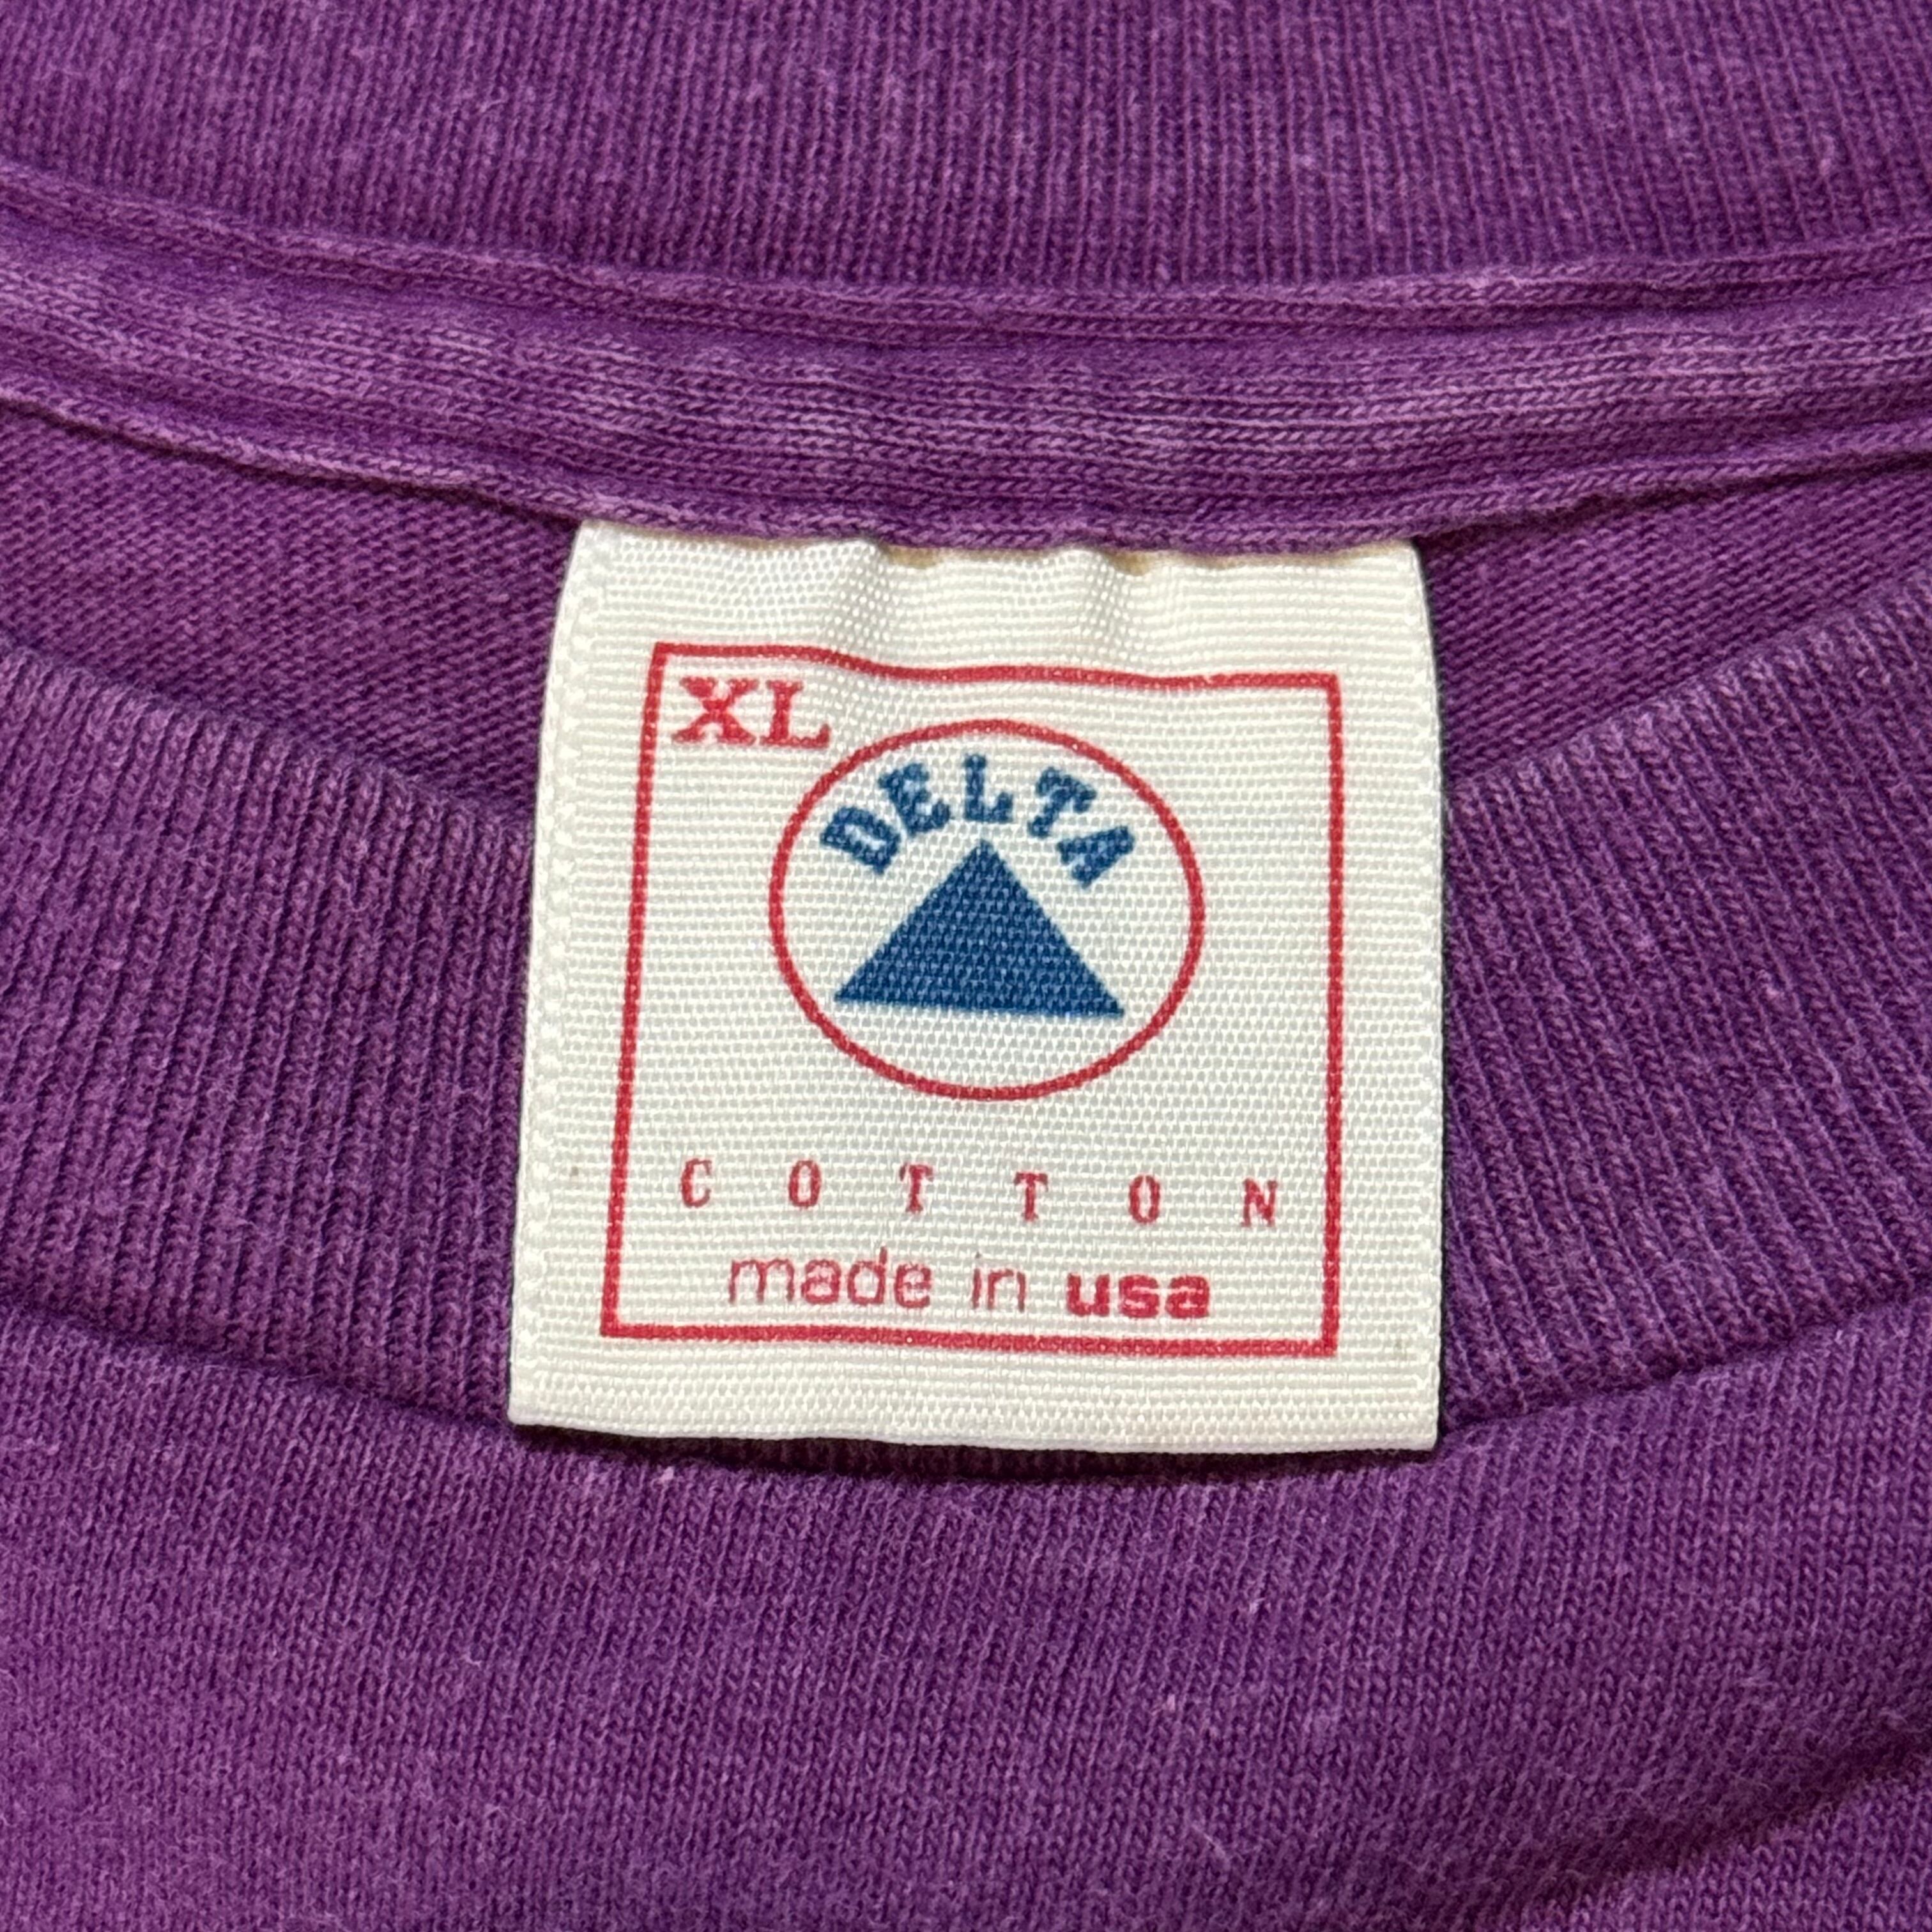 XL
DELTA
COTTON
made in usa